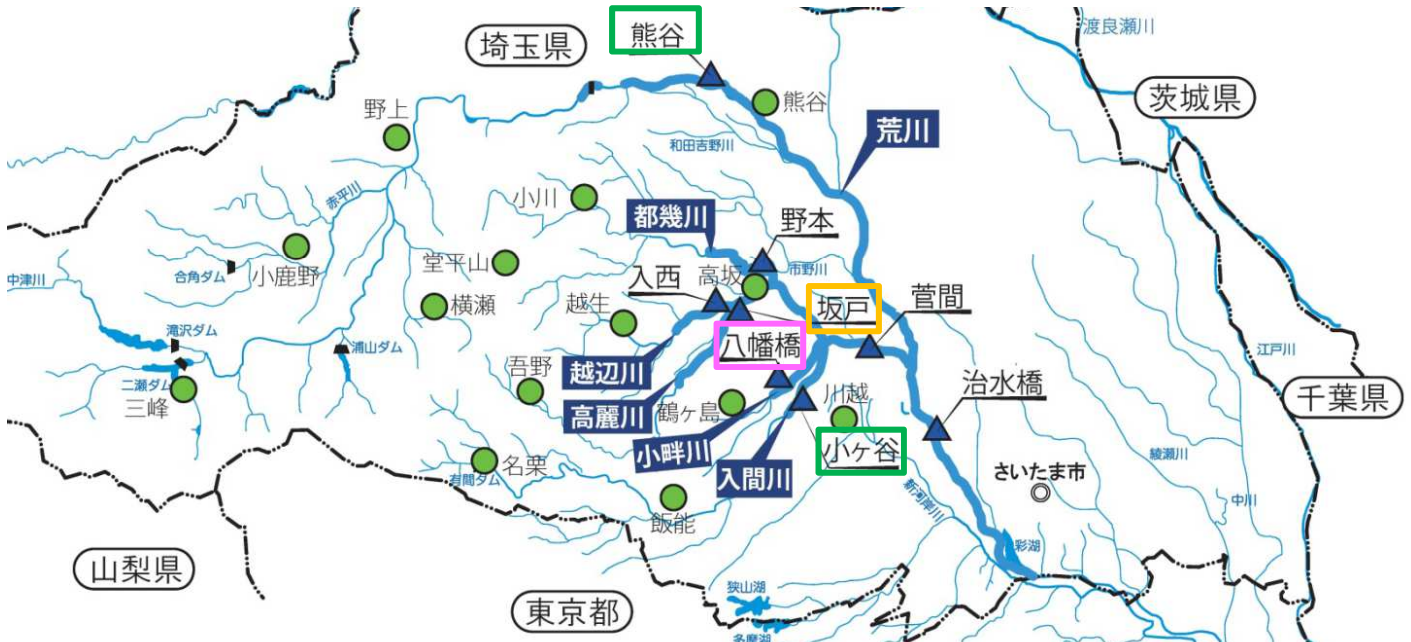 熊谷
渡良瀬川
埼玉県
茨城県
野上
熊谷
荒川
和田吉野川
赤平川
小川
都幾川
野本
市野川
中津川
合角ダム
小鹿野
堂平山
入西
高坂
坂戸
菅間
横瀬
越生
滝沢ダム
浦山ダム
八幡橋
江戸川
二瀬ダム
三峰
吾野
越辺川
高麗川
鶴ヶ島
川越
治水橋
千葉県
小畔川
小ヶ谷
入間川
綾瀬川
名栗
有間ダム
さいたま市
新河岸川
中川
飯能
彩湖
山梨県
東京都
狭山湖
多摩湖